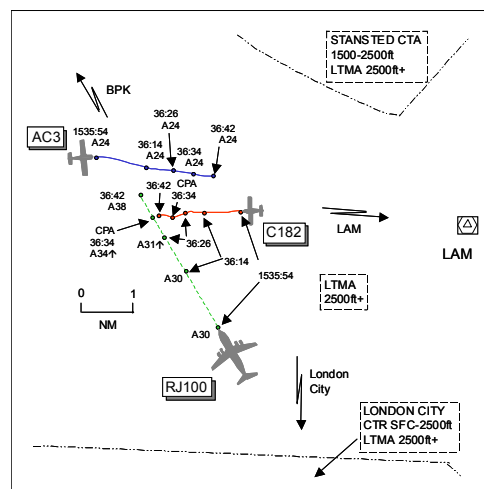 STANSTED CTA
1500-2500ft
LTMA 2500ft+
BPK
AC3
1535:54
A24
36:14
A24
36:26
A24
36:34
A24
36:42
A24
CPA
36:42
A38
36:42
36:34
CPA
36:34
A34↑
A31↑
36:26
C182
LAM
LAM
36:14
A30
1535:54
LTMA
2500ft+
0 1
NM
A30
RJ100
London
City
LONDON CITY
CTR SFC-2500ft
LTMA 2500ft+